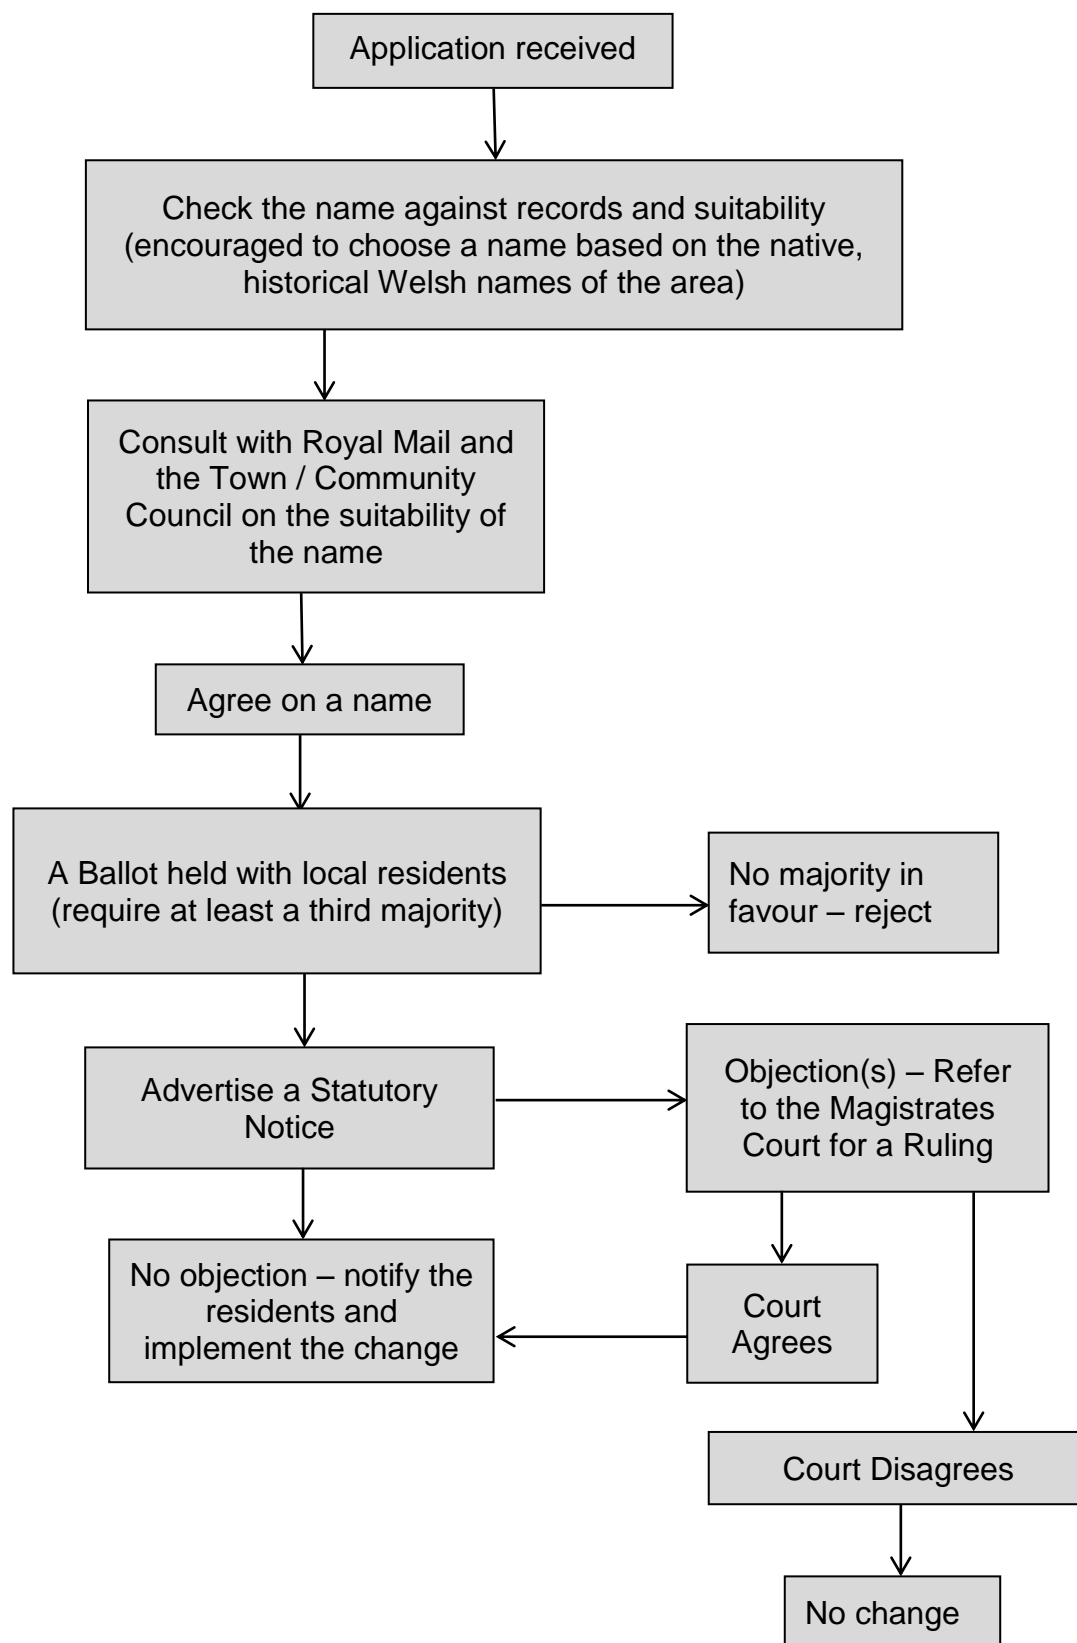 Application received
Check the name against records and suitability
(encouraged to choose a name based on the native,
historical Welsh names of the area)
Consult with Royal Mail and
the Town / Community
Council on the suitability of
the name
Agree on a name
A Ballot held with local residents
(require at least a third majority)
No majority in
favour – reject
Advertise a Statutory
Notice
Objection(s) – Refer
to the Magistrates
Court for a Ruling
No objection – notify the
residents and
implement the change
Court
Agrees
Court Disagrees
No change